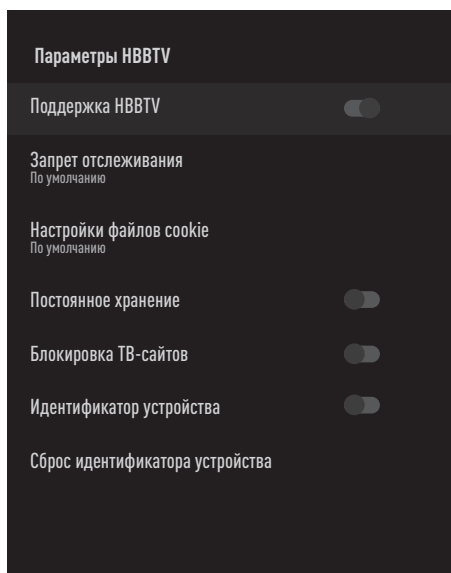 Параметры HBBTV
Поддержка HBBTV
Запрет отслеживания
По умолчанию
Настройки файлов cookie
По умолчанию
Постоянное хранение
Блокировка ТВ-сайтов
Идентификатор устройства
Сброс идентификатора устройства